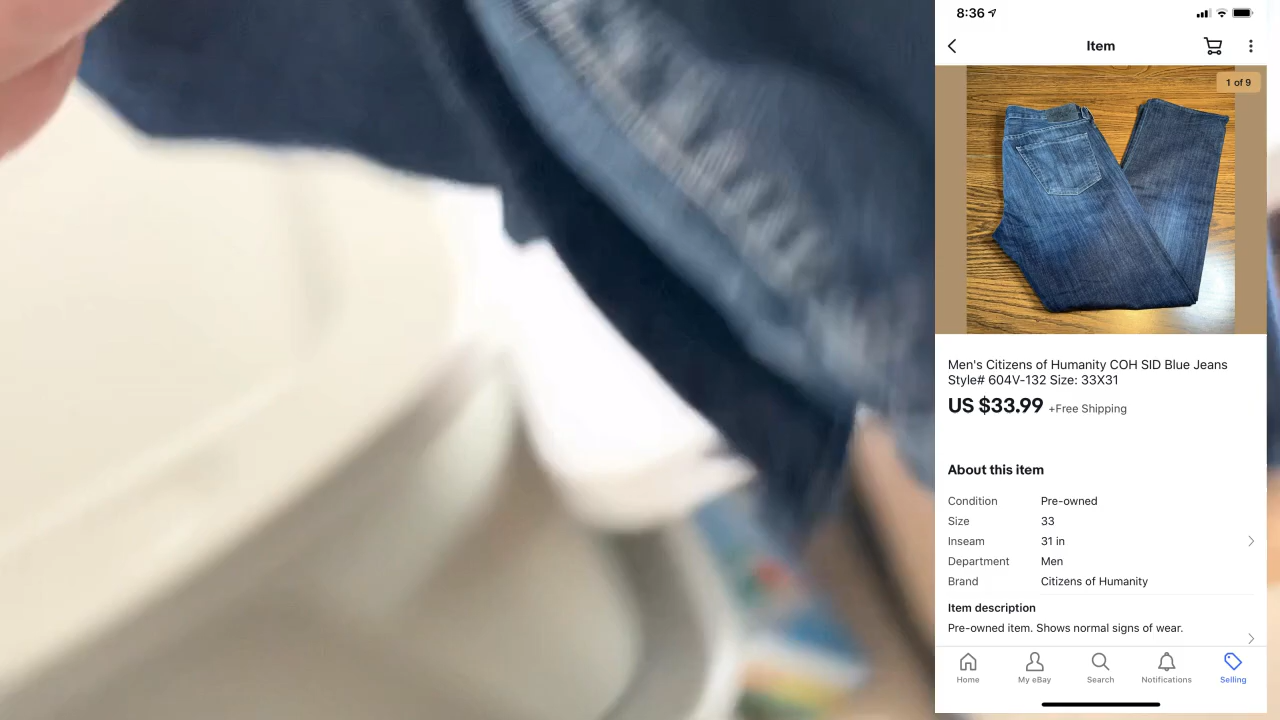 8:36
Item
1 of 9
Men's Citizens of Humanity COH SID Blue Jeans
Style# 604V-132 Size: 33X31
US $33.99 +Free Shipping
About this item
Condition Pre-owned
Size 33
Inseam 31 in
Department Men
Brand Citizens of Humanity
Item description
Pre-owned item. Shows normal signs of wear.
Home My eBay Search Notifications Selling